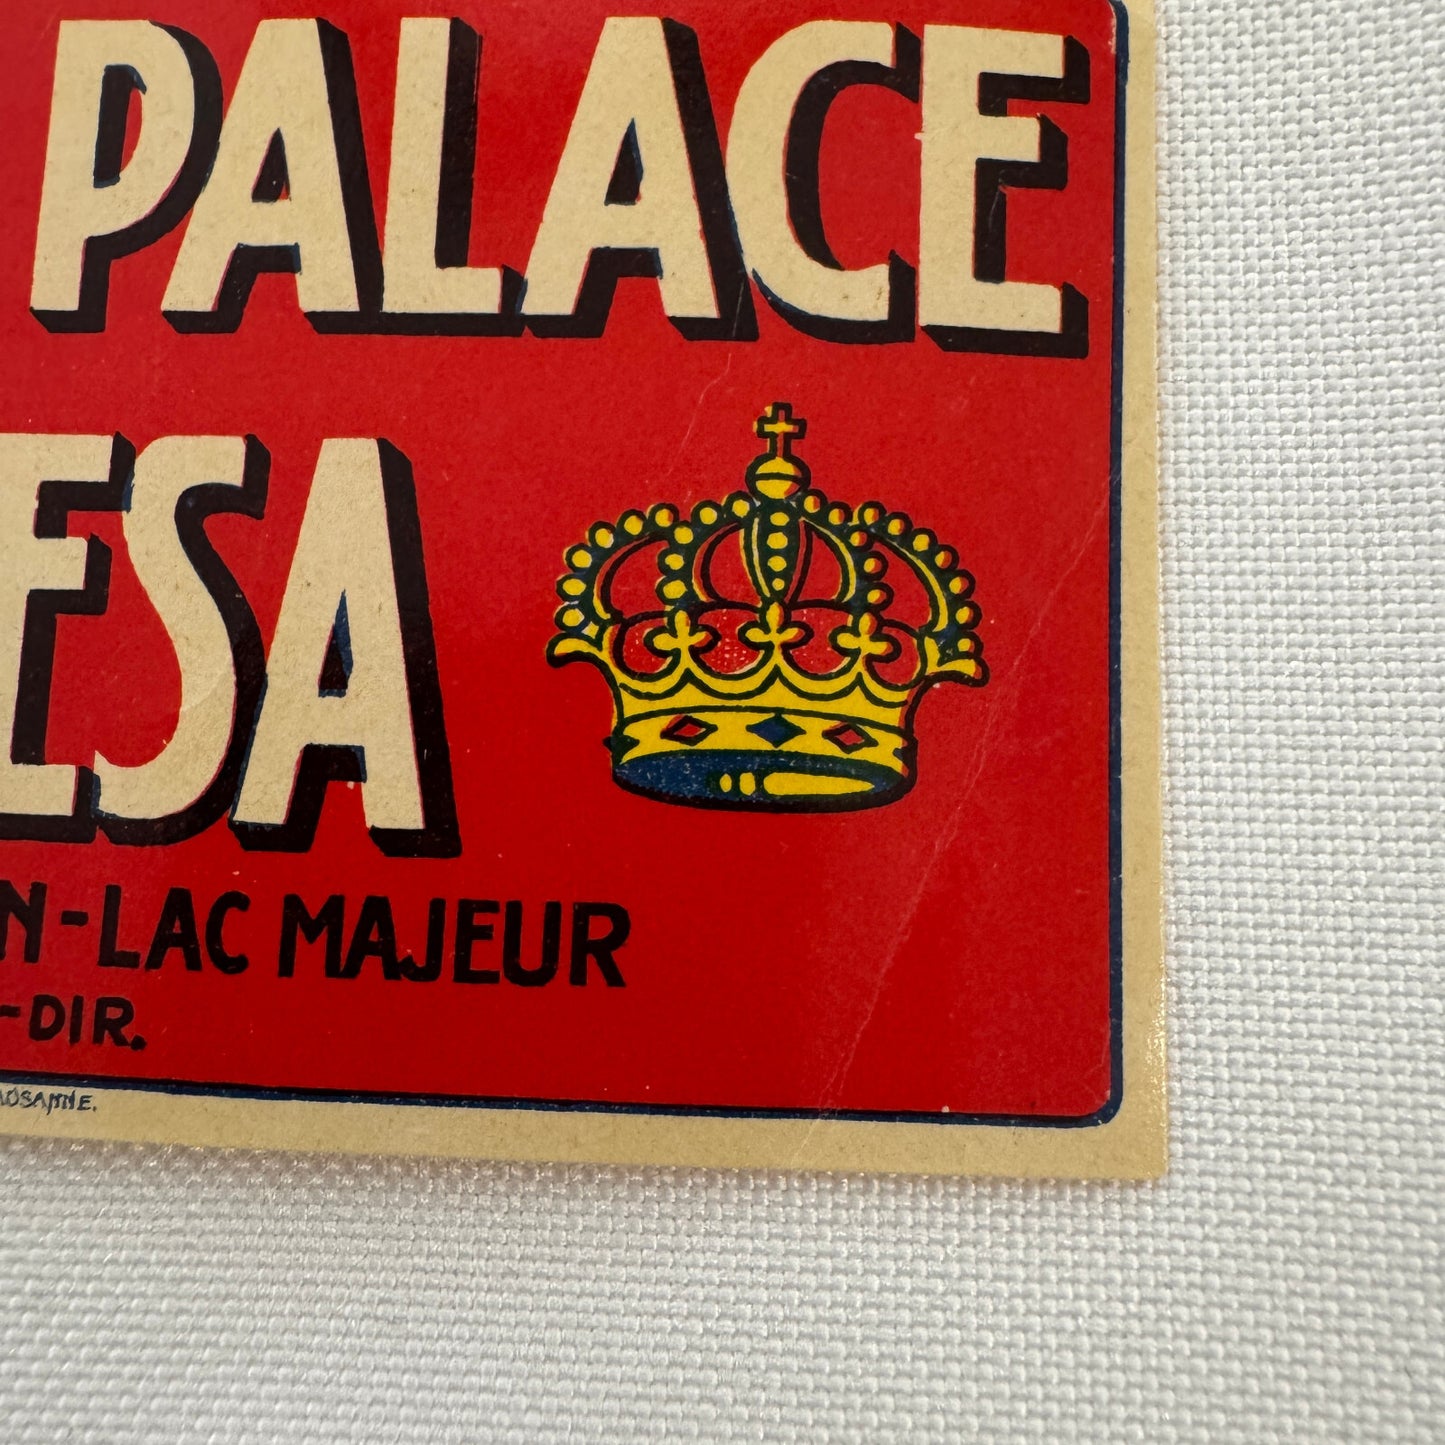 PALACE
ESA
N-LAC MAJEUR
-DIR.